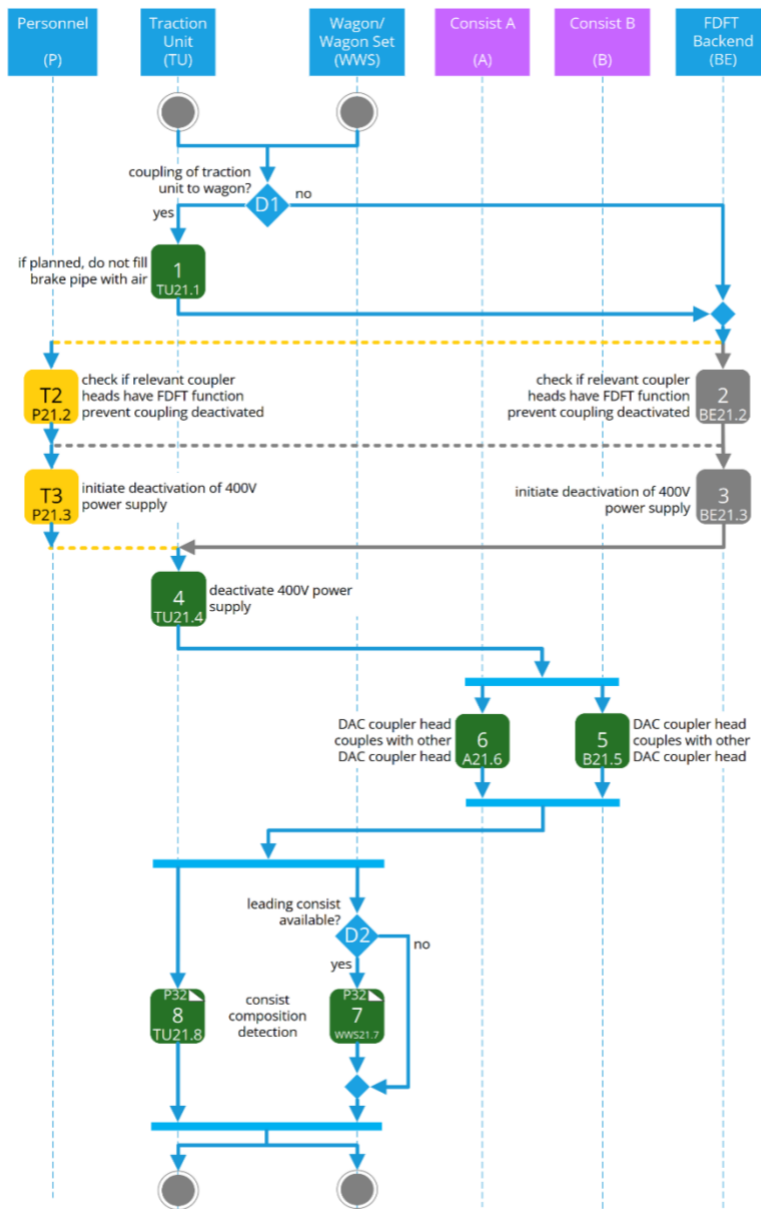 Personnel
(P)
Traction
Unit
(TU)
Wagon/
Wagon Set
(WWS)
Consist A
(A)
Consist B
(B)
FDFT
Backend
(BE)
coupling of traction
unit to wagon?
D1
no
yes
if planned, do not fill
brake pipe with air
1
TU21.1
T2
P21.2
check if relevant coupler
heads have FDFT function
prevent coupling deactivated
check if relevant coupler
heads have FDFT function
prevent coupling deactivated
2
BE21.2
T3
P21.3
initiate deactivation of 400V
power supply
initiate deactivation of 400V
power supply
3
BE21.3
4
TU21.4
deactivate 400V power
supply
DAC coupler head
couples with other
DAC coupler head
6
A21.6
5
B21.5
DAC coupler head
couples with other
DAC coupler head
leading consist
available?
D2
no
yes
P32
8
TU21.8
consist
composition
detection
P32
7
WWS21.7